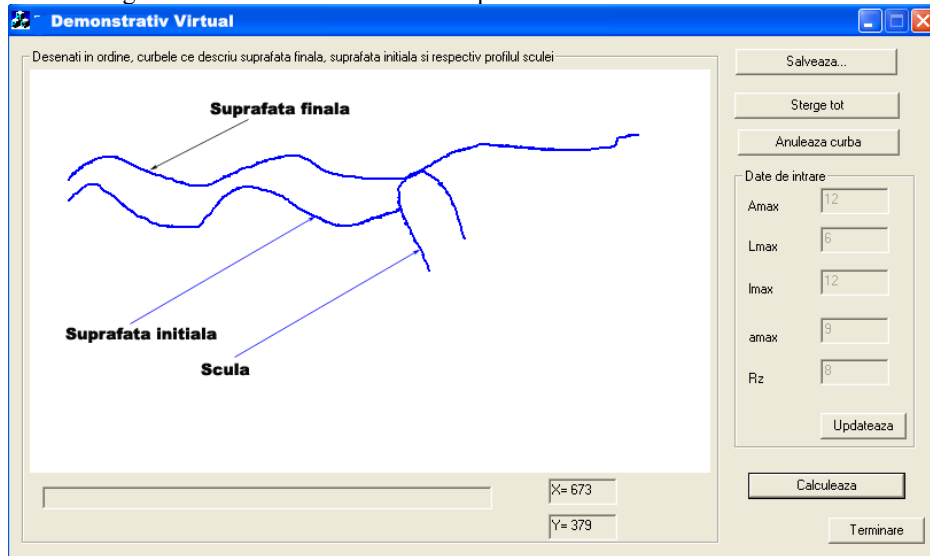 Demonstrativ Virtual
Desenati in ordine, curbele ce descriu suprafata finala, suprafata initiala si respectiv profilul sculei
Salveaza...
Suprafata finala
Sterge tot
Anuleaza curba
Date de intrare
Amax 12
Lmax 6
lmax 12
amax 9
Rz 8
Suprafata initiala
Scula
Updateaza
X= 673
Calculeaza
Y= 379
Terminare